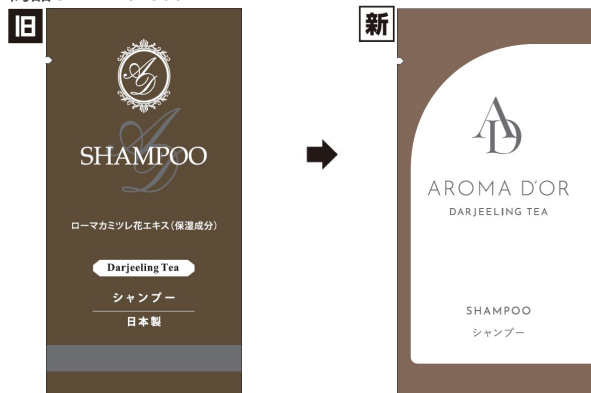 旧
AD
SHAMPOO
ローマカミツレ花エキス(保湿成分)
Darjeeling Tea
シャンプー
日本製
新
AD
AROMA D'OR
DARJEELING TEA
SHAMPOO
シャンプー